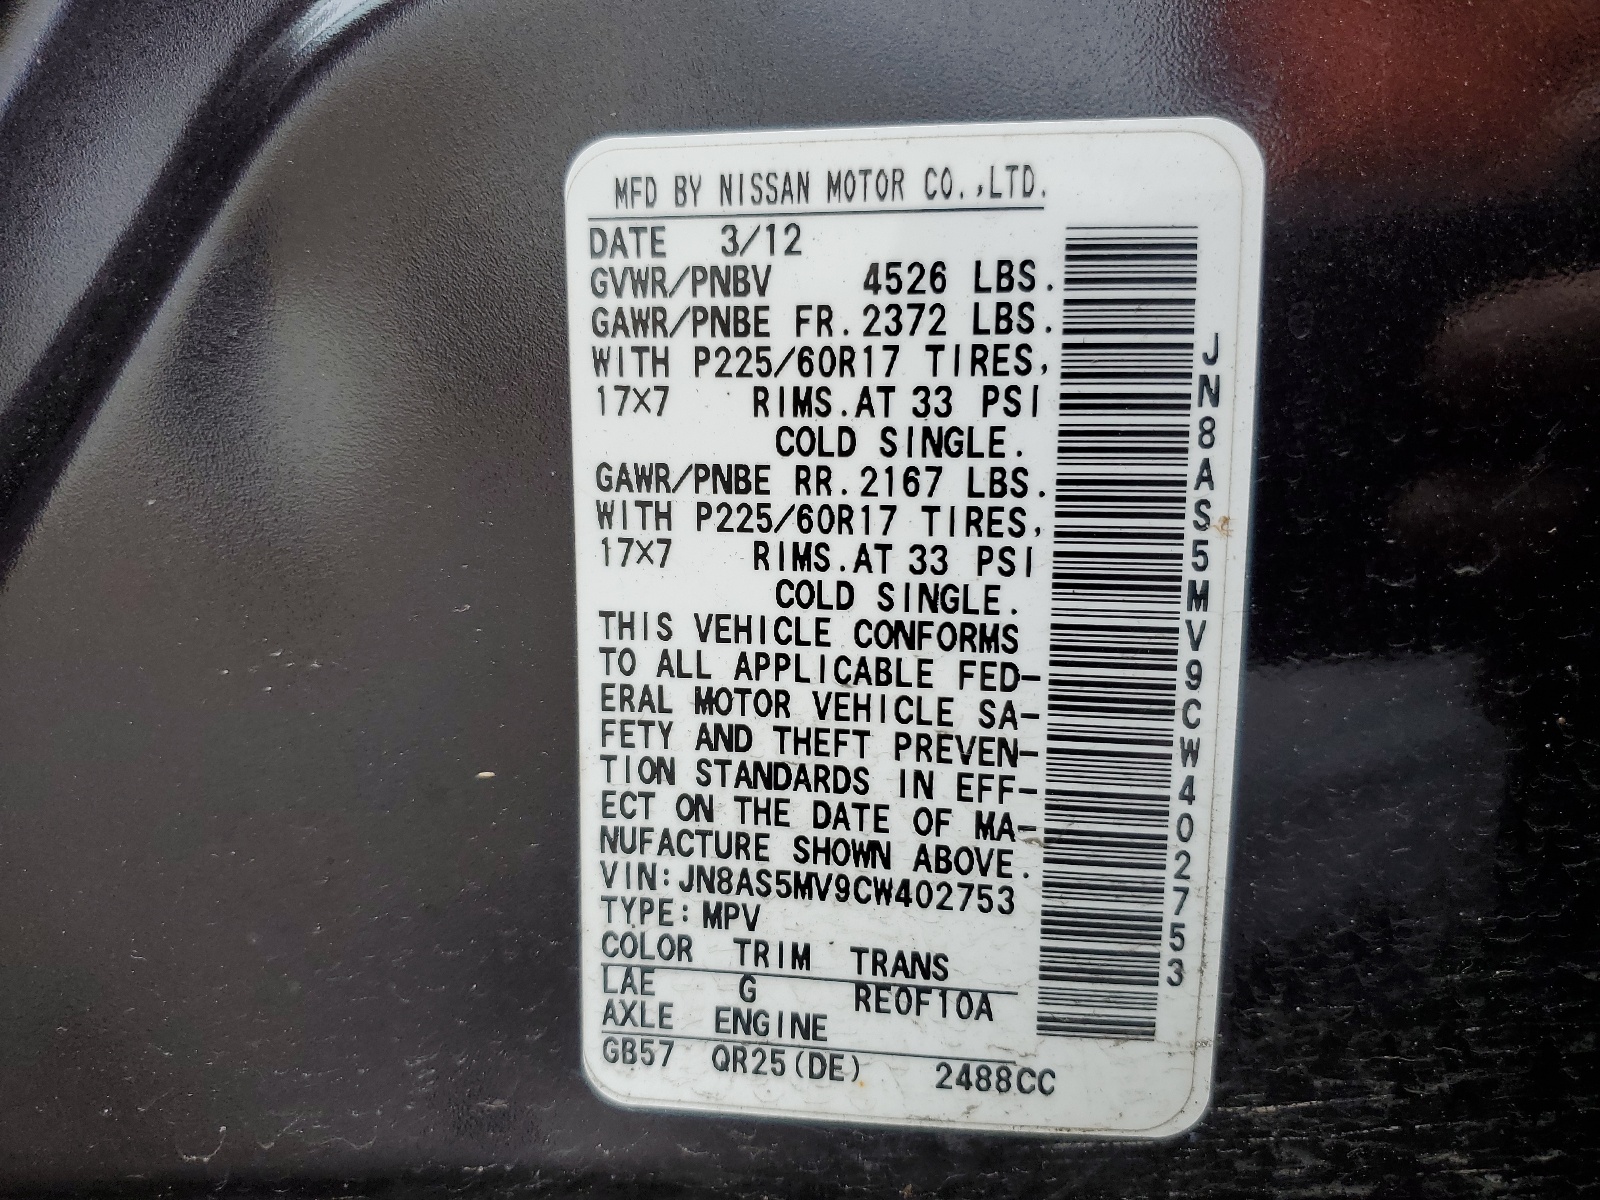 MFD BY NISSAN MOTOR CO.,LTD.
DATE 3/12
GVWR/PNBV 4526 LBS.
GAWR/PNBE FR.2372 LBS.
WITH P225/60R17 TIRES,
17X7 RIMS.AT 33 PSI
COLD SINGLE.
GAWR/PNBE RR.2167 LBS.
WITH P225/60R17 TIRES,
17X7 RIMS.AT 33 PSI
COLD SINGLE.
THIS VEHICLE CONFORMS
TO ALL APPLICABLE FED-
ERAL MOTOR VEHICLE SA-
FETY AND THEFT PREVEN-
TION STANDARDS IN EFF-
ECT ON THE DATE OF MA-
NUFACTURE SHOWN ABOVE.
VIN:JN8AS5MV9CW402753
TYPE:MPV
COLOR TRIM TRANS
LAE G RE0F10A
AXLE ENGINE
GB57 QR25(DE) 2488CC
JN8AS5MV9CW402753